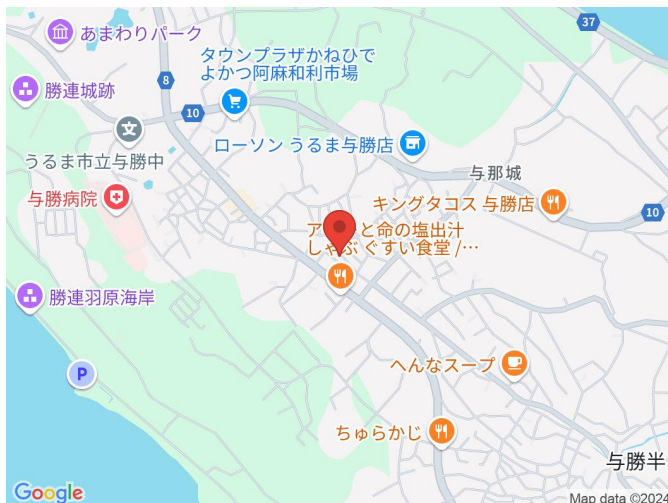 37
あまわりパーク
タウンプラザかねひで
よかつ阿麻和利市場
8
勝連城跡
10
ローソン うるま与勝店
うるま市立与勝中
与那城
与勝病院
キングタコス 与勝店
10
と命の塩出汁
しゃぶ ぐすい食堂 /…
勝連羽原海岸
P
へんなスープ
ちゅらかじ
与勝半
Google
Map data ©2024